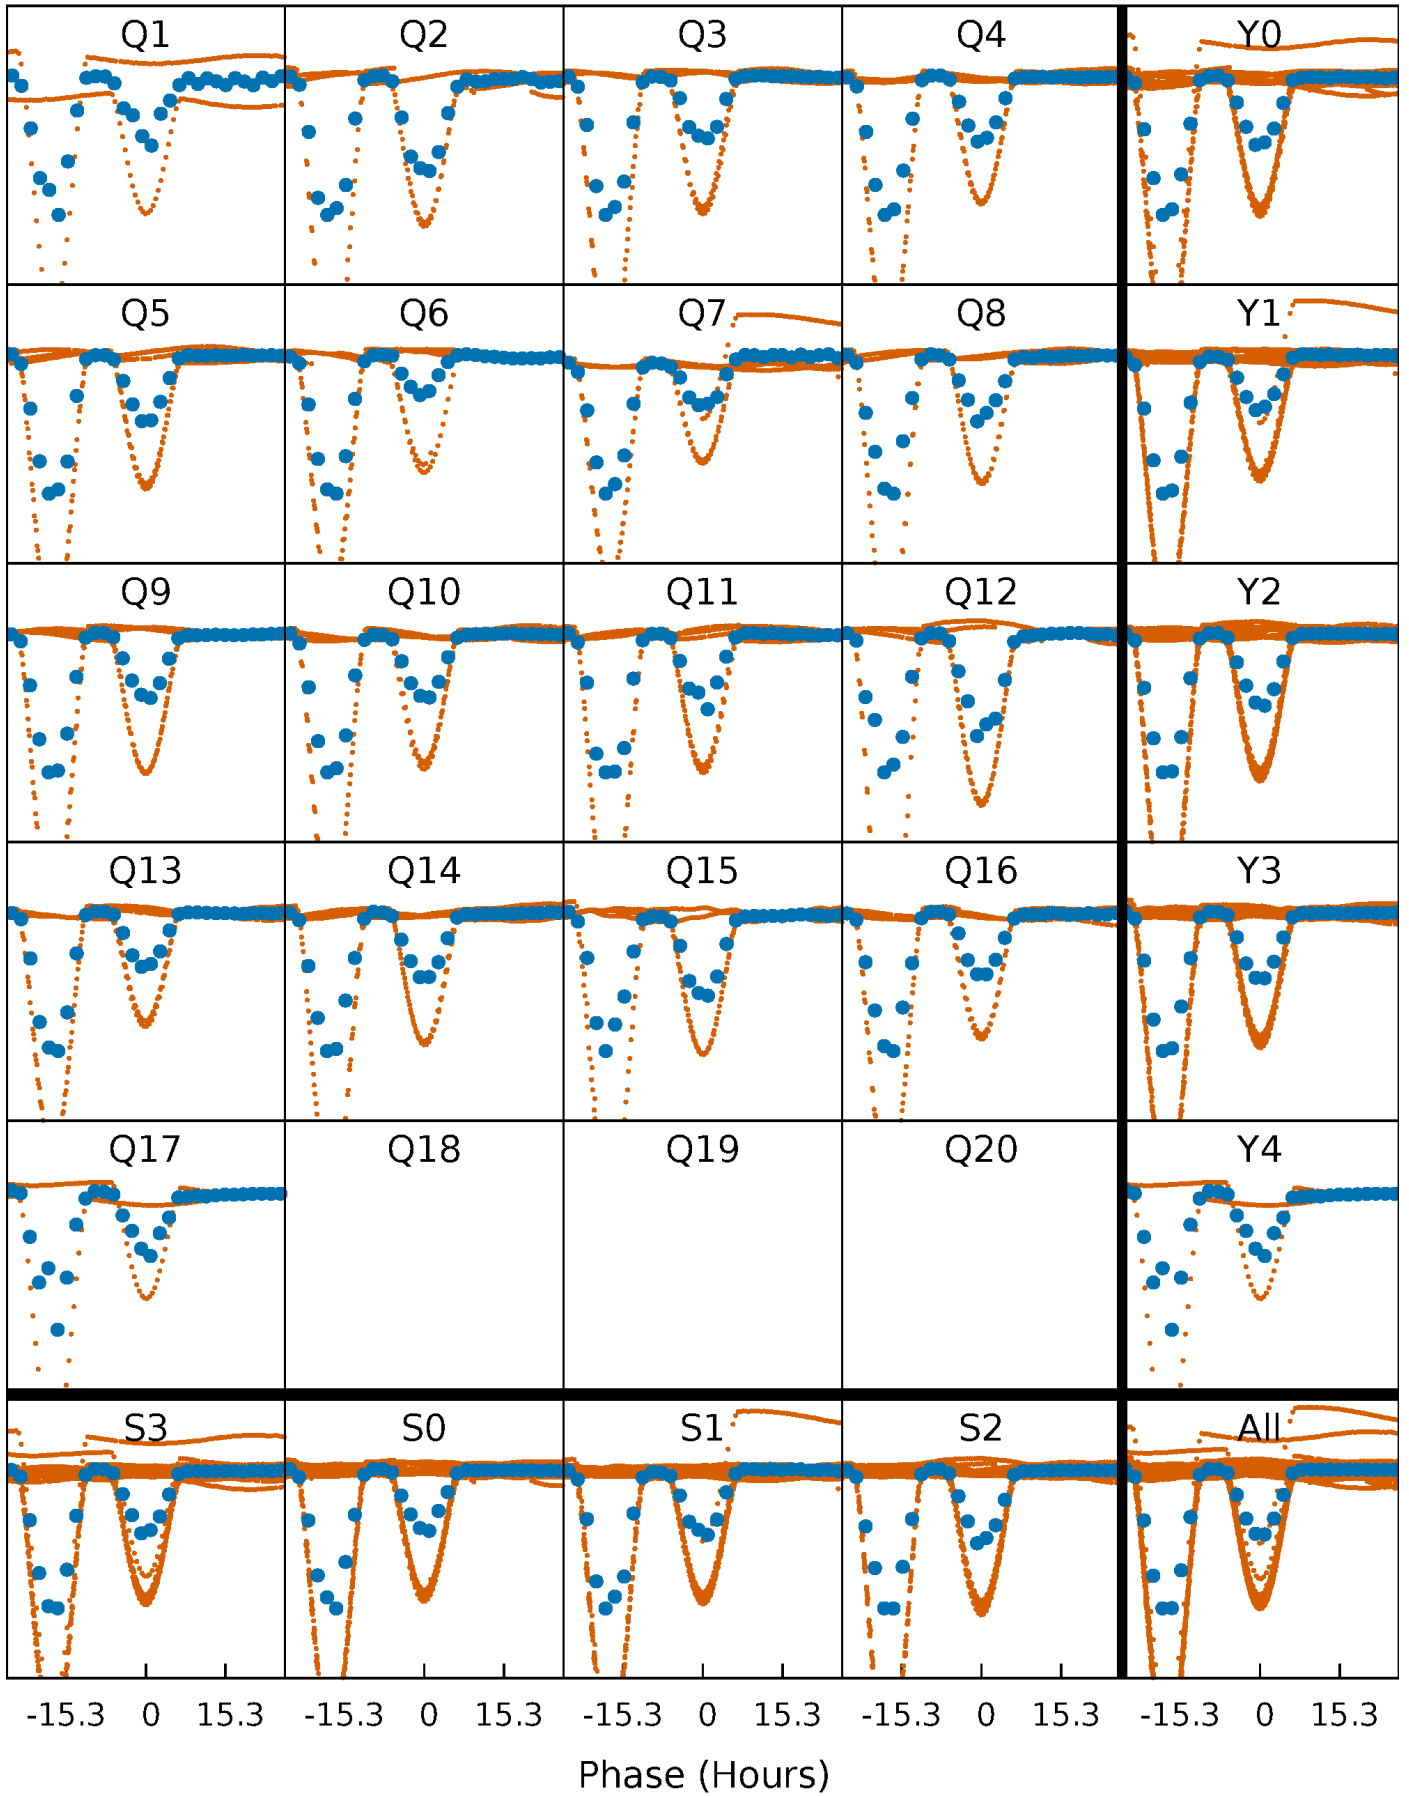 Q1 Q2 Q3 Q4 Y0
Q5 Q6 Q7 Q8 Y1
Q9 Q10 Q11 Q12 Y2
Q13 Q14 Q15 Q16 Y3
Q17 Q18 Q19 Q20 Y4
S3 S0 S1 S2 All
-15.3 0 15.3 -15.3 0 15.3 -15.3 0 15.3 -15.3 0 15.3 -15.3 0 15.3
Phase (Hours)